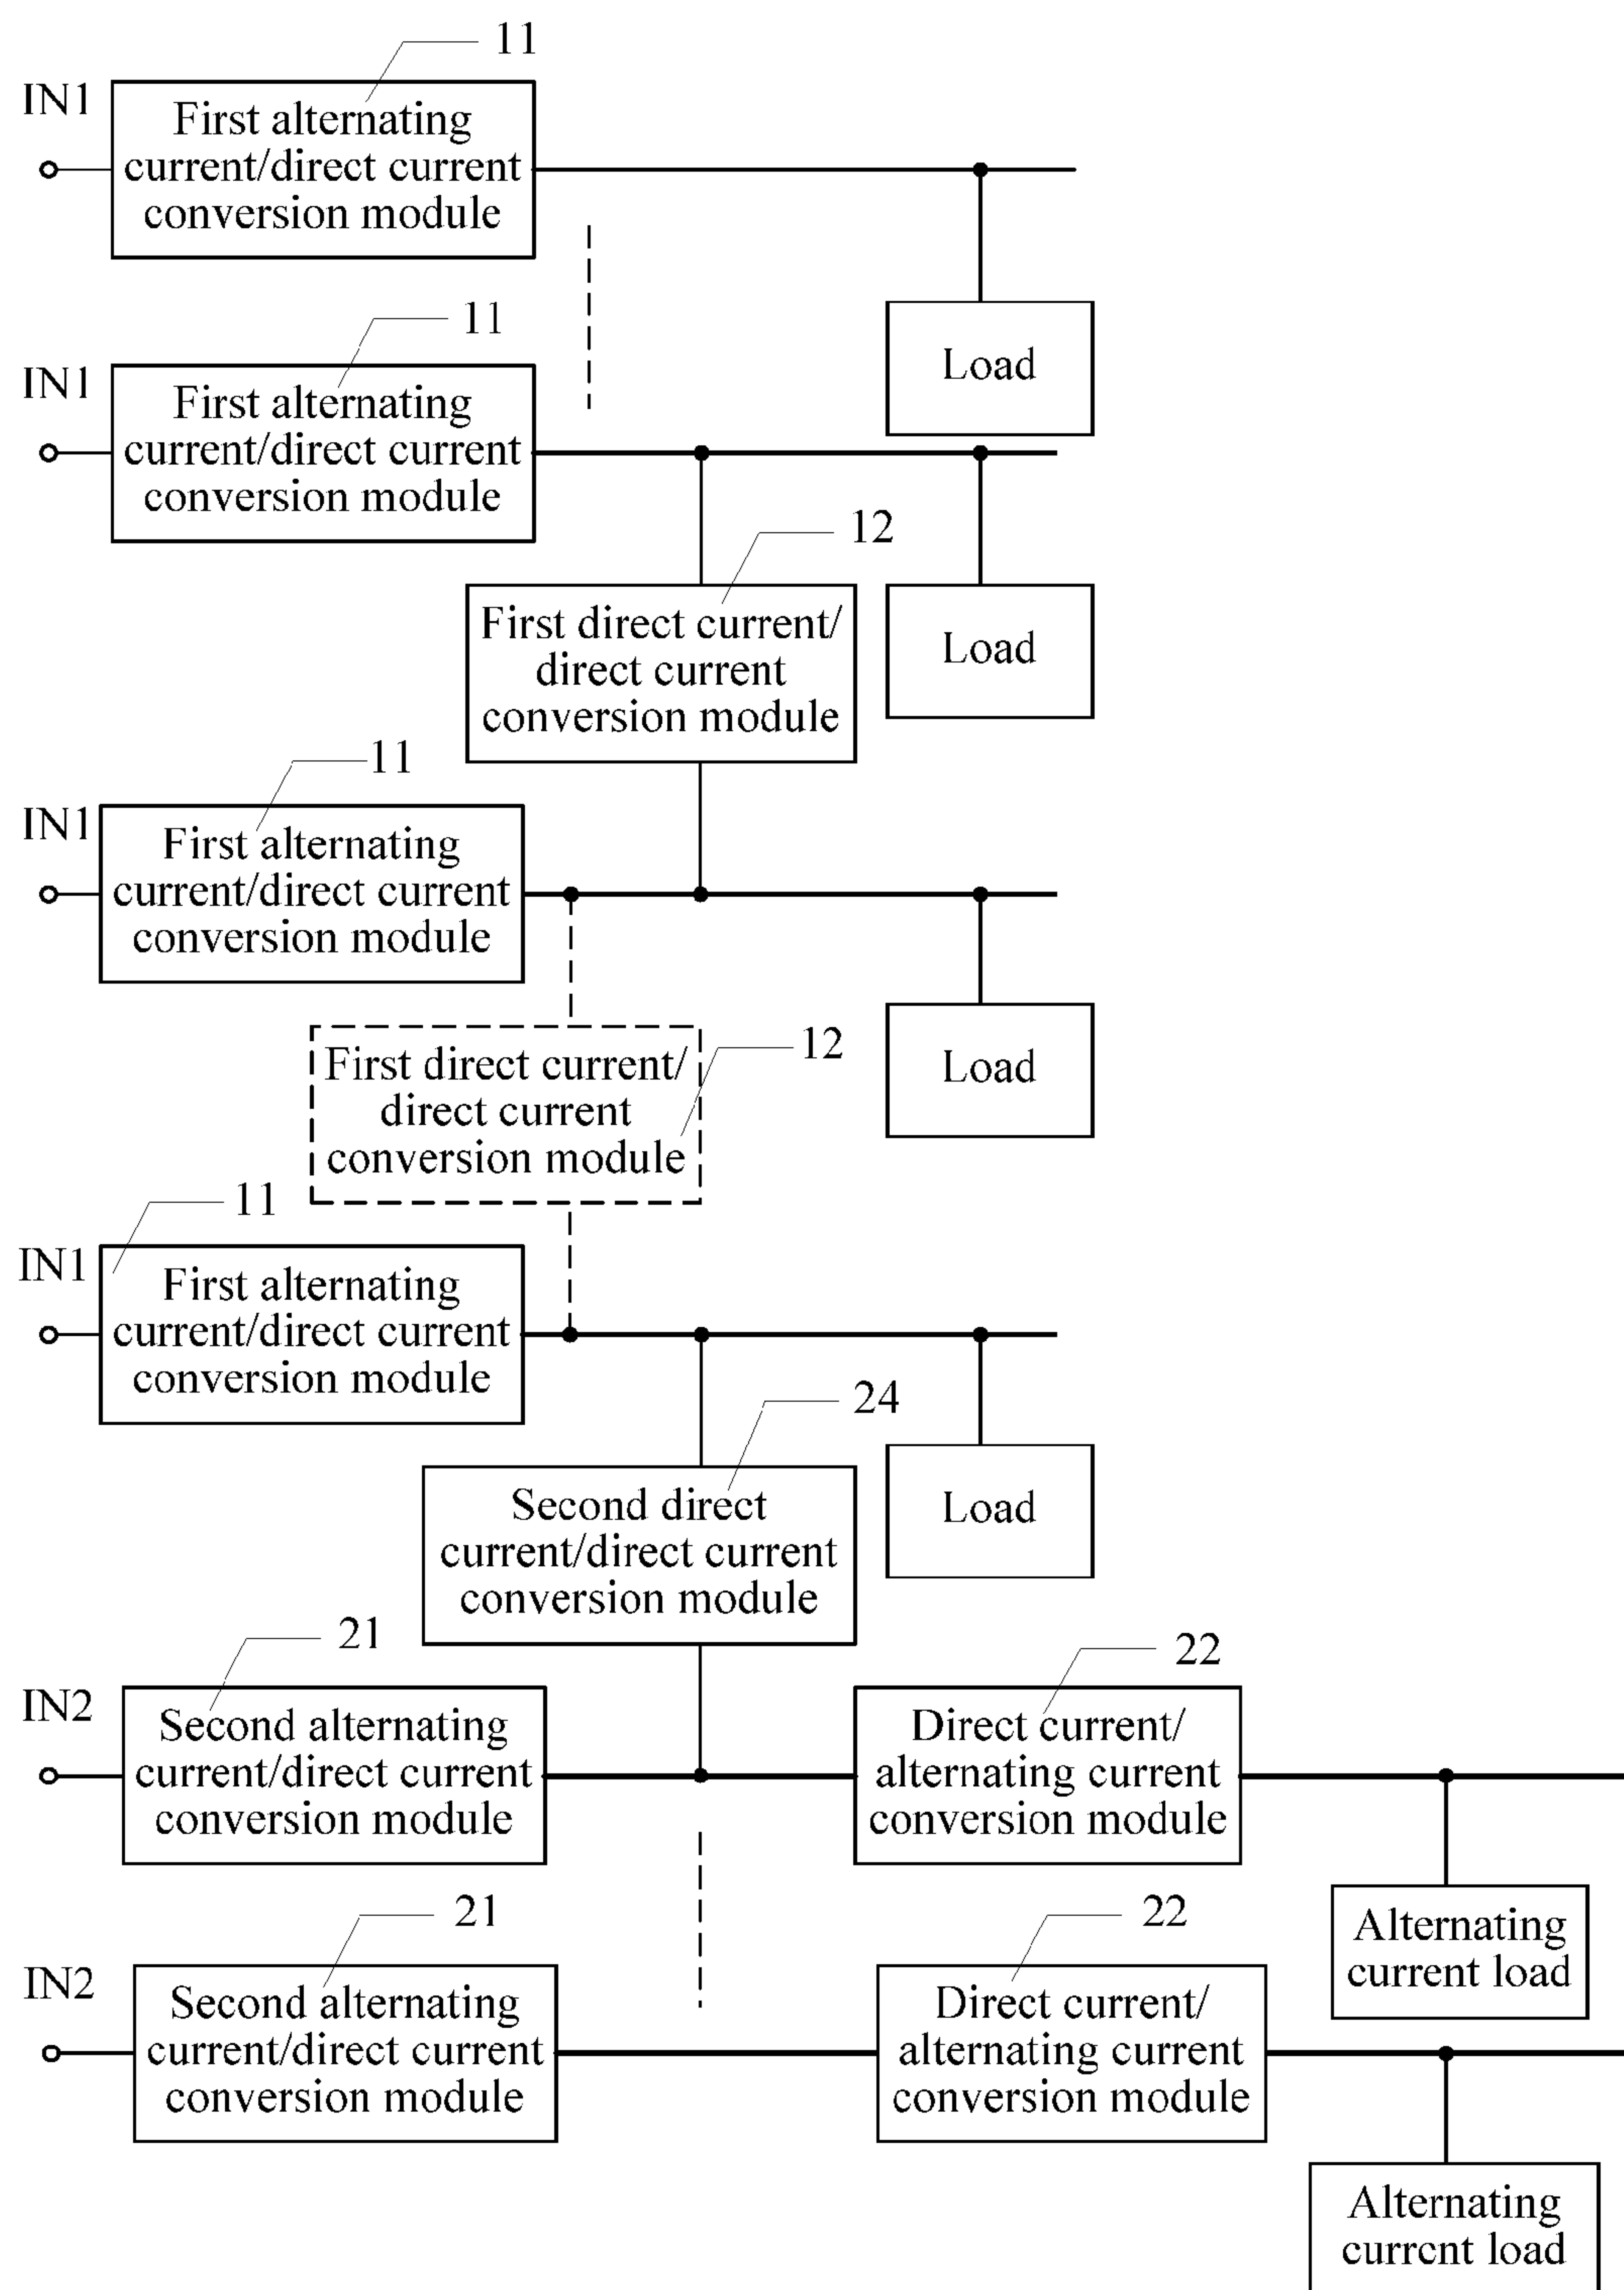 11
IN1
First alternating
current/direct current
conversion module
11
IN1
First alternating
current/direct current
conversion module
Load
12
First direct current/
direct current
conversion module
Load
11
IN1
First alternating
current/direct current
conversion module
12
First direct current/
direct current
conversion module
Load
11
IN1
First alternating
current/direct current
conversion module
24
Second direct
current/direct current
conversion module
Load
21
22
IN2
Second alternating
current/direct current
conversion module
Direct current/
alternating current
conversion module
Alternating
current load
21
22
IN2
Second alternating
current/direct current
conversion module
Direct current/
alternating current
conversion module
Alternating
current load